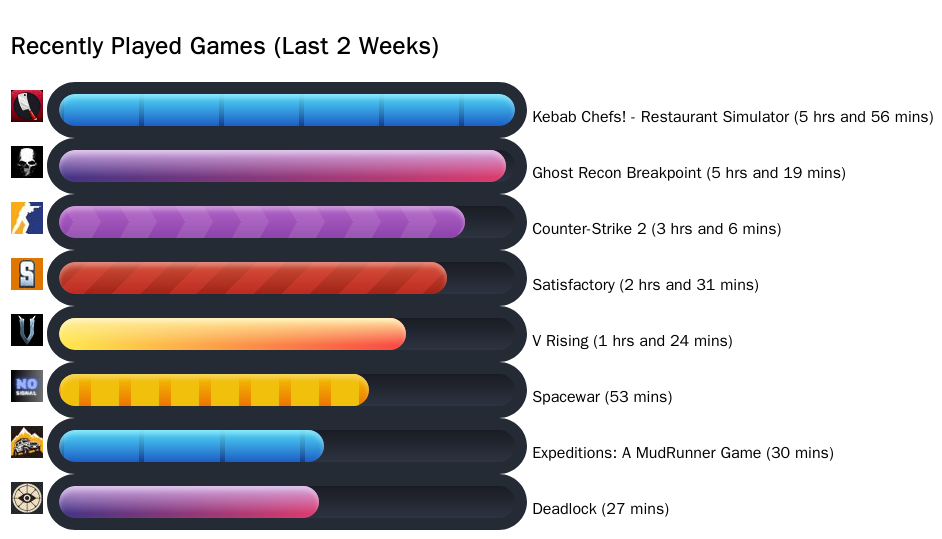 Recently Played Games (Last 2 Weeks)
Kebab Chefs! - Restaurant Simulator (5 hrs and 56 mins)
Ghost Recon Breakpoint (5 hrs and 19 mins)
Counter-Strike 2 (3 hrs and 6 mins)
S
Satisfactory (2 hrs and 31 mins)
V
V Rising (1 hrs and 24 mins)
NO
SIGNAL
Spacewar (53 mins)
Expeditions: A MudRunner Game (30 mins)
Deadlock (27 mins)